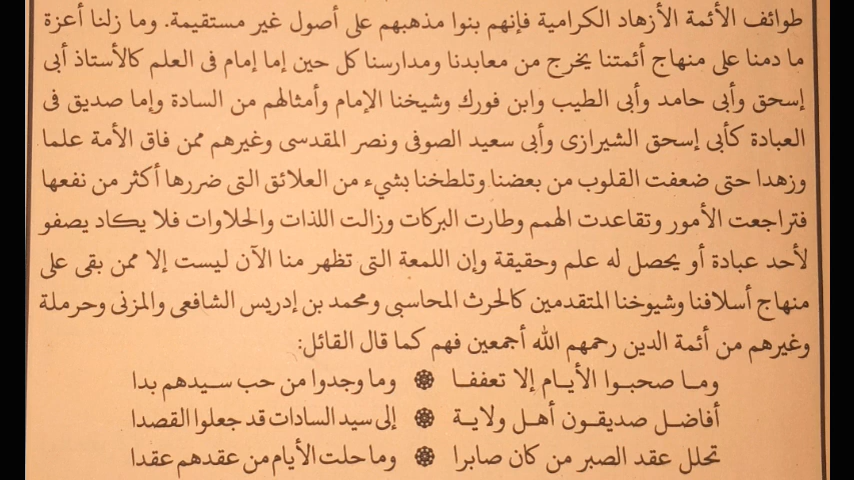 طوائف الأئمة الأزهاد الكرامية فإنهم بنوا مذهبهم على أصول غير مستقيمة. وما زلنا أعزة
ما دمنا على منهاج أئمتنا يخرج من معابدنا ومدارسنا كل حين إما إمام فى العلم كالأستاذ أبى
إسحق وأبى حامد وأبى الطيب وابن فورك وشيخنا الإمام وأمثالهم من السادة وإما صديق فى
العبادة كأبى إسحق الشيرازى وأبى سعيد الصوفى ونصر المقدسى وغيرهم ممن فاق الأمة علما
وزهدا حتى ضعفت القلوب من بعضنا وتلطخنا بشيء من العلائق التى ضررها أكثر من نفعها
فتراجعت الأمور وتقاعدت الهمم وطارت البركات وزالت اللذات والحلاوات فلا يكاد يصفو
لأحد عبادة أو يحصل له علم وحقيقة وإن اللمعة التى تظهر منا الآن ليست إلا ممن بقى على
منهاج أسلافنا وشيوخنا المتقدمين كالحرث المحاسبى ومحمد بن إدريس الشافعى والمزنى وحرملة
وغيرهم من أئمة الدين رحمهم الله أجمعين فهم كما قال القائل:
وما صحبوا الأيام إلا تعففا وما وجدوا من حب سيدهم بدا
أفاضل صديقون أهل ولاية إلى سيد السادات قد جعلوا القصدا
تحلل عقد الصبر من كان صابرا وما حلت الأيام من عقدهم عقدا